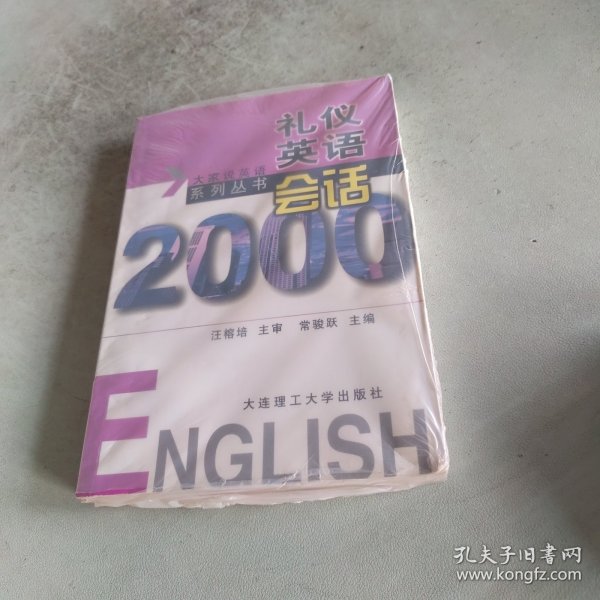 礼仪
英语
会话
大家说英语
系列丛书
2000
汪榕培 主审 常骏跃 主编
大连理工大学出版社
ENGLISH
孔夫子旧书网
www.kongfz.com